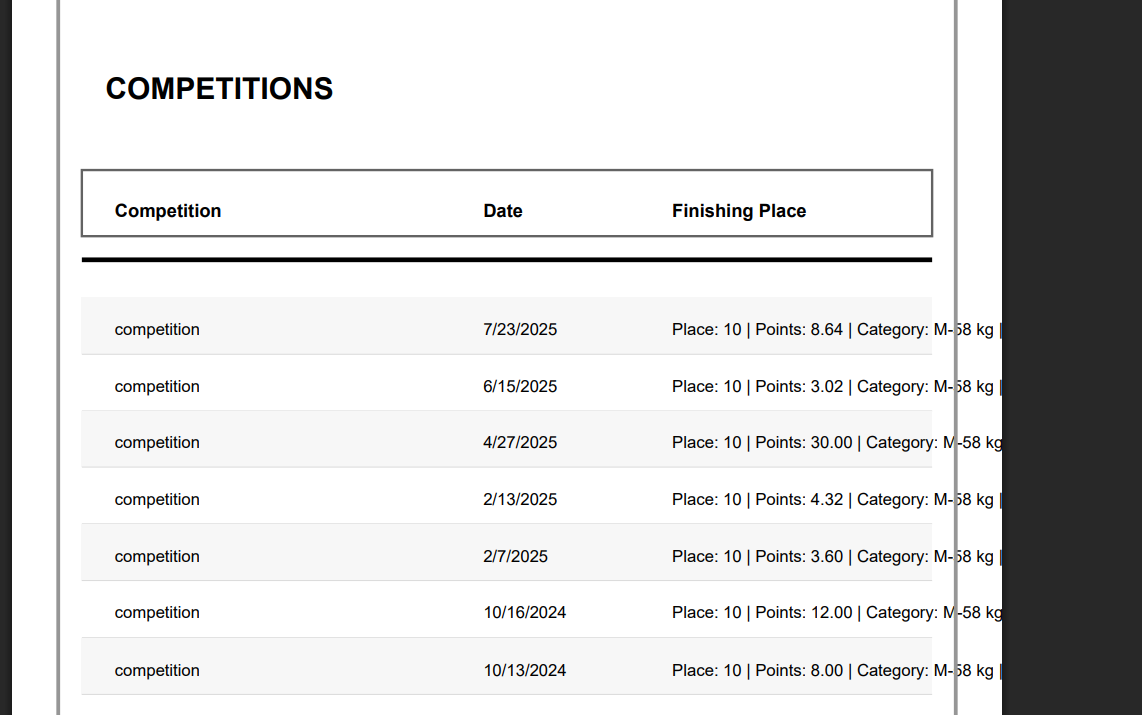 COMPETITIONS
Competition Date Finishing Place
competition 7/23/2025 Place: 10 | Points: 8.64 | Category: M-58 kg |
competition 6/15/2025 Place: 10 | Points: 3.02 | Category: M-58 kg |
competition 4/27/2025 Place: 10 | Points: 30.00 | Category: M-58 kg
competition 2/13/2025 Place: 10 | Points: 4.32 | Category: M-58 kg |
competition 2/7/2025 Place: 10 | Points: 3.60 | Category: M-58 kg |
competition 10/16/2024 Place: 10 | Points: 12.00 | Category: M-58 kg
competition 10/13/2024 Place: 10 | Points: 8.00 | Category: M-58 kg |